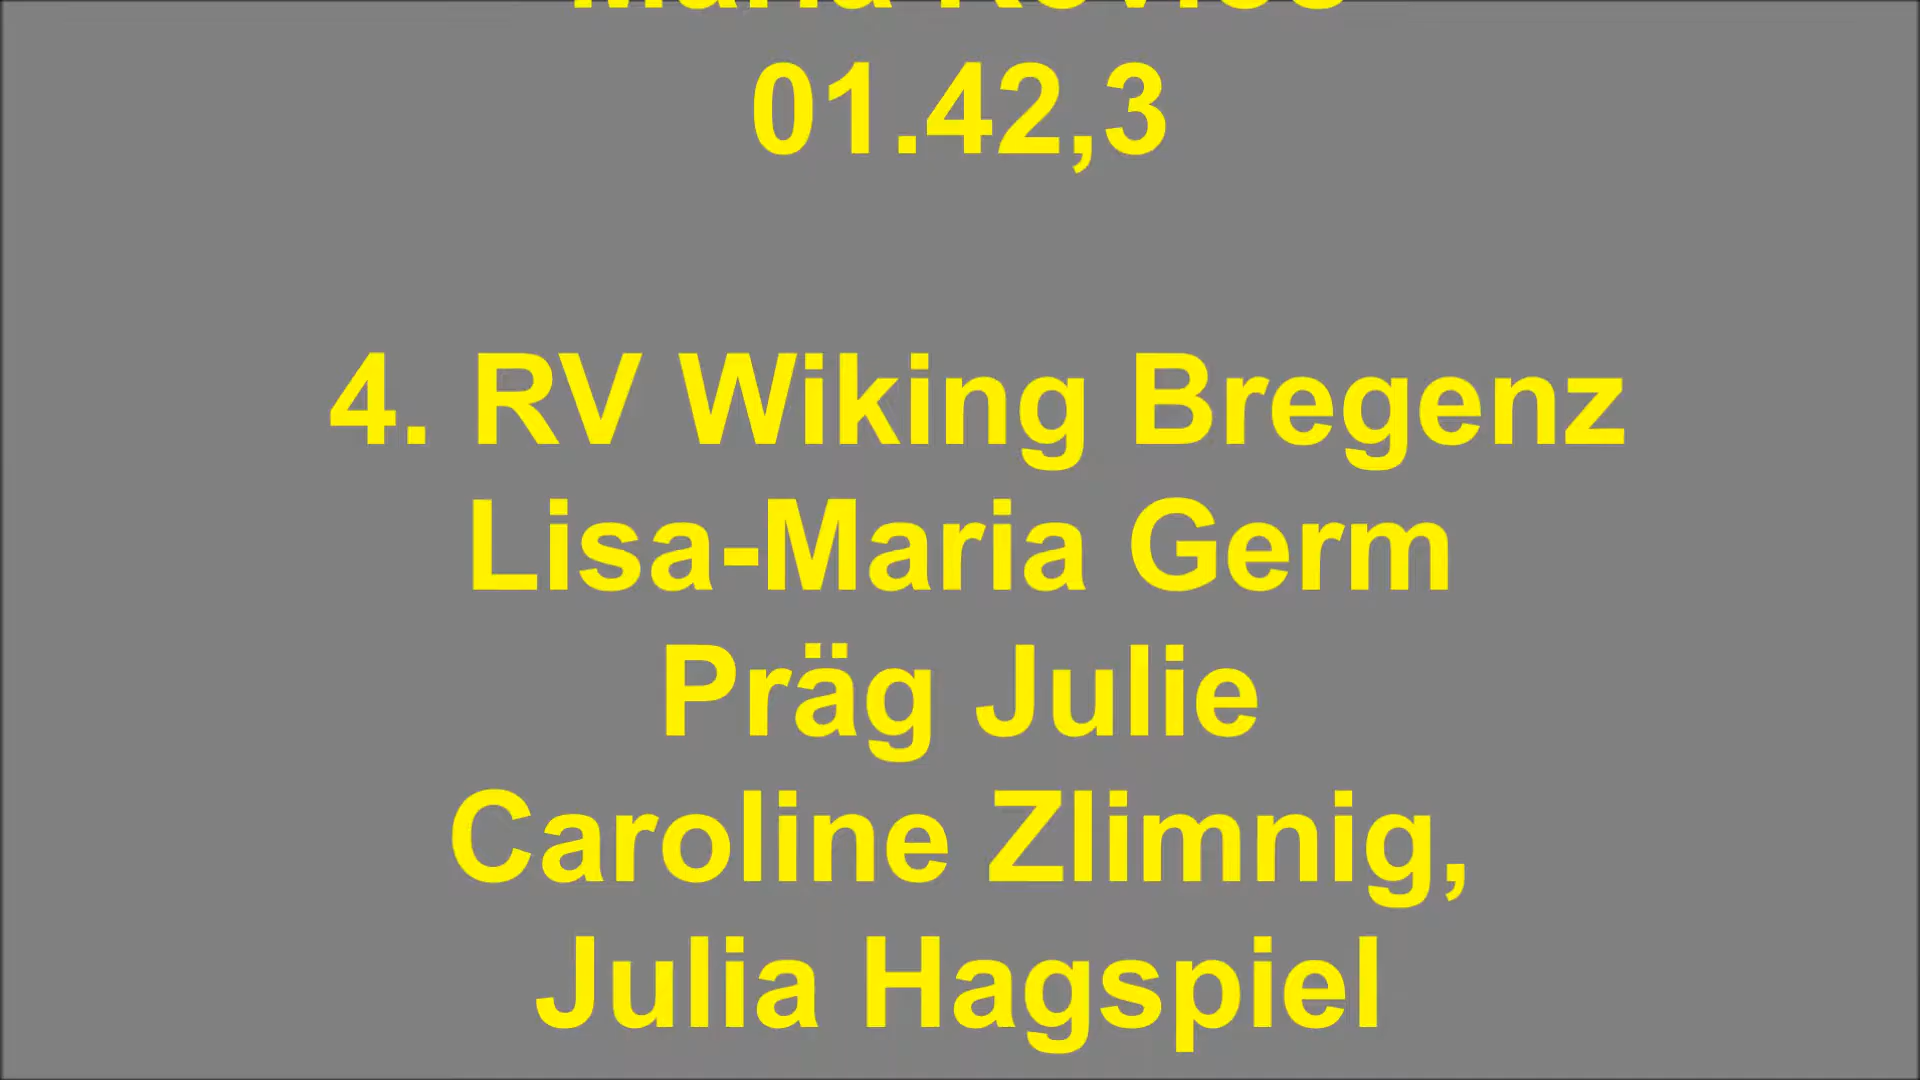 01.42,3
4. RV Wiking Bregenz
Lisa-Maria Germ
Präg Julie
Caroline Zlimnig,
Julia Hagspiel